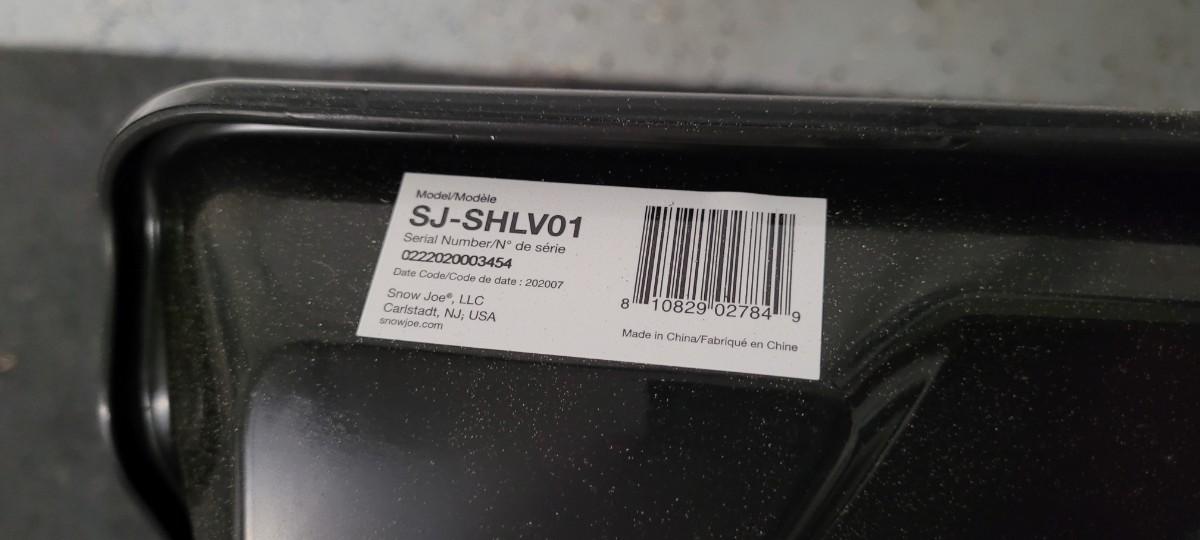 Model/Modèle
SJ-SHLV01
Serial Number/N° de série
0222020003454
Date Code/Code de date : 202007
Snow Joe®, LLC
Carlstadt, NJ, USA
snowjoe.com
8 10829 02784 9
Made in China/Fabriqué en Chine